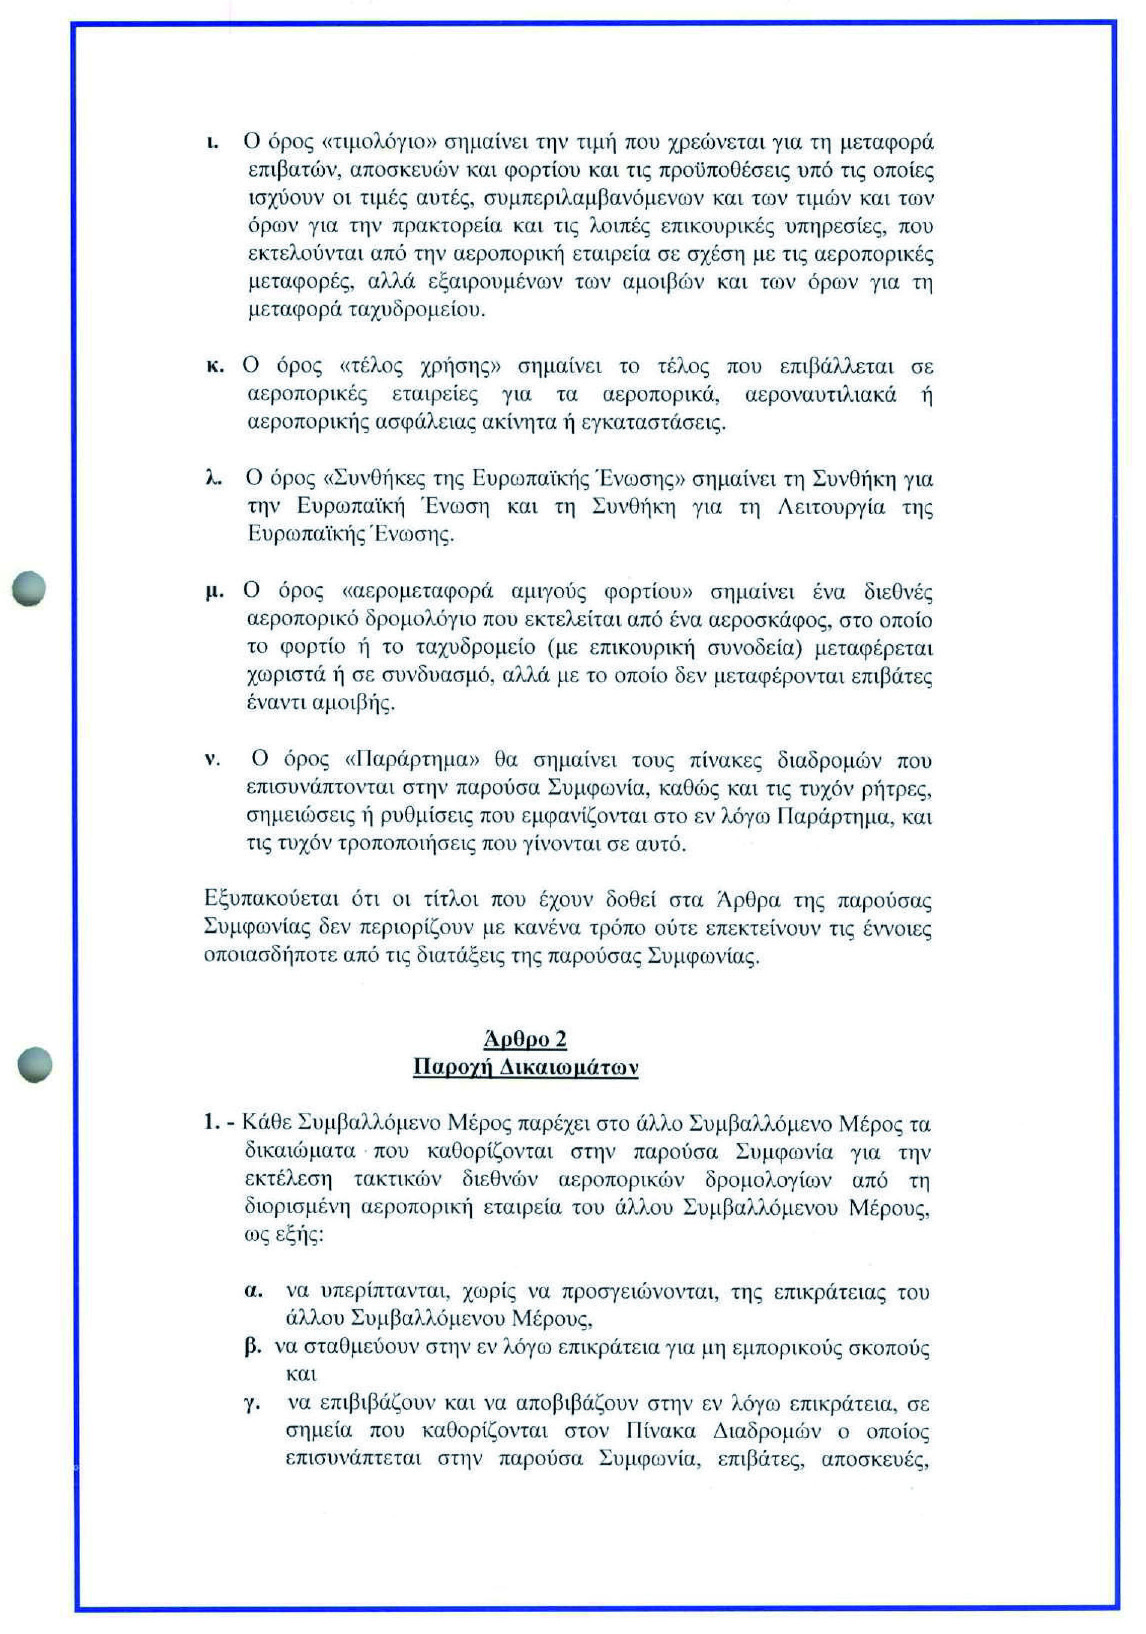 ι. Ο όρος «τιμολόγιο» σημαίνει την τιμή που χρεώνεται για τη μεταφορά
επιβατών, αποσκευών και φορτίου και τις προϋποθέσεις υπό τις οποίες
ισχύουν οι τιμές αυτές, συμπεριλαμβανόμενων και των τιμών και των
όρων για την πρακτορεία και τις λοιπές επικουρικές υπηρεσίες, που
εκτελούνται από την αεροπορική εταιρεία σε σχέση με τις αεροπορικές
μεταφορές, αλλά εξαιρουμένων των αμοιβών και των όρων για τη
μεταφορά ταχυδρομείου.
κ. Ο όρος «τέλος χρήσης» σημαίνει το τέλος που επιβάλλεται σε
αεροπορικές εταιρείες για τα αεροπορικά, αεροναυτιλιακά ή
αεροπορικής ασφάλειας ακίνητα ή εγκαταστάσεις.
λ. Ο όρος «Συνθήκες της Ευρωπαϊκής Ένωσης» σημαίνει τη Συνθήκη για
την Ευρωπαϊκή Ένωση και τη Συνθήκη για τη Λειτουργία της
Ευρωπαϊκής Ένωσης.
μ. Ο όρος «αερομεταφορά αμιγούς φορτίου» σημαίνει ένα διεθνές
αεροπορικό δρομολόγιο που εκτελείται από ένα αεροσκάφος, στο οποίο
το φορτίο ή το ταχυδρομείο (με επικουρική συνοδεία) μεταφέρεται
χωριστά ή σε συνδυασμό, αλλά με το οποίο δεν μεταφέρονται επιβάτες
έναντι αμοιβής.
ν. Ο όρος «Παράρτημα» θα σημαίνει τους πίνακες διαδρομών που
επισυνάπτονται στην παρούσα Συμφωνία, καθώς και τις τυχόν ρήτρες,
σημειώσεις ή ρυθμίσεις που εμφανίζονται στο εν λόγω Παράρτημα, και
τις τυχόν τροποποιήσεις που γίνονται σε αυτό.
Εξυπακούεται ότι οι τίτλοι που έχουν δοθεί στα Άρθρα της παρούσας
Συμφωνίας δεν περιορίζουν με κανένα τρόπο ούτε επεκτείνουν τις έννοιες
οποιασδήποτε από τις διατάξεις της παρούσας Συμφωνίας.
Άρθρο 2
Παροχή Δικαιωμάτων
1. - Κάθε Συμβαλλόμενο Μέρος παρέχει στο άλλο Συμβαλλόμενο Μέρος τα
δικαιώματα που καθορίζονται στην παρούσα Συμφωνία για την
εκτέλεση τακτικών διεθνών αεροπορικών δρομολογίων από τη
διορισμένη αεροπορική εταιρεία του άλλου Συμβαλλόμενου Μέρους,
ως εξής:
α. να υπερίπτανται, χωρίς να προσγειώνονται, της επικράτειας του
άλλου Συμβαλλόμενου Μέρους,
β. να σταθμεύουν στην εν λόγω επικράτεια για μη εμπορικούς σκοπούς
και
γ. να επιβιβάζουν και να αποβιβάζουν στην εν λόγω επικράτεια, σε
σημεία που καθορίζονται στον Πίνακα Διαδρομών ο οποίος
επισυνάπτεται στην παρούσα Συμφωνία, επιβάτες, αποσκευές,